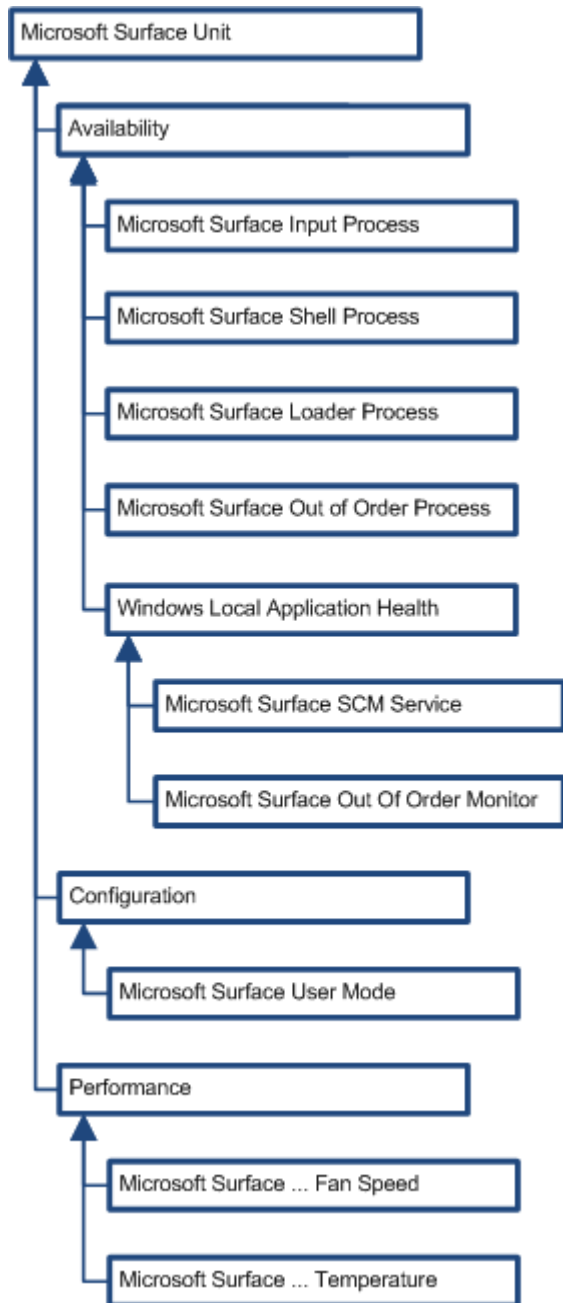 Microsoft Surface Unit
Availability
Microsoft Surface Input Process
Microsoft Surface Shell Process
Microsoft Surface Loader Process
Microsoft Surface Out of Order Process
Windows Local Application Health
Microsoft Surface SCM Service
Microsoft Surface Out Of Order Monitor
Configuration
Microsoft Surface User Mode
Performance
Microsoft Surface ... Fan Speed
Microsoft Surface ... Temperature